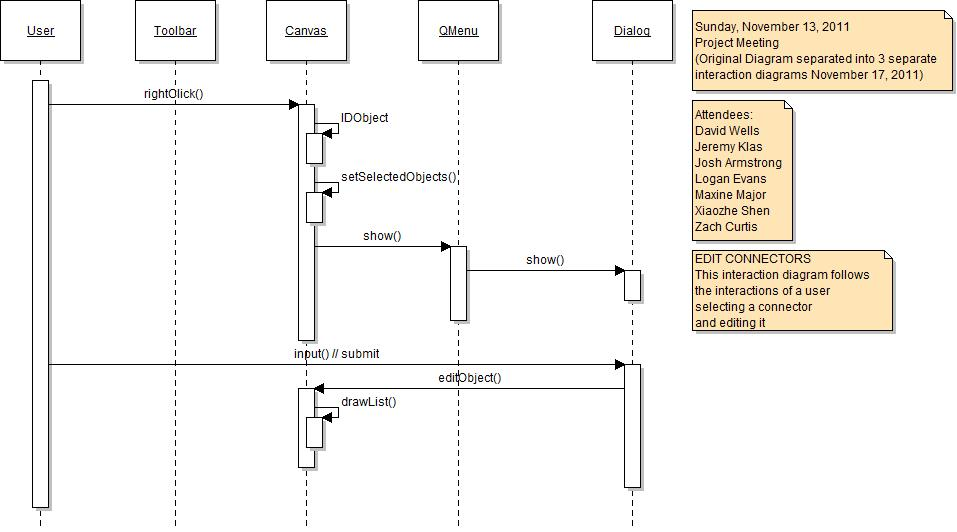 User
Toolbar
Canvas
QMenu
Dialog
Sunday, November 13, 2011
Project Meeting
(Original Diagram separated into 3 separate
interaction diagrams November 17, 2011)
rightClick()
IDObject
Attendees:
David Wells
Jeremy Klas
Josh Armstrong
Logan Evans
Maxine Major
Xiaozhe Shen
Zach Curtis
setSelectedObjects()
show()
show()
EDIT CONNECTORS
This interaction diagram follows
the interactions of a user
selecting a connector
and editing it
input() // submit
editObject()
drawList()